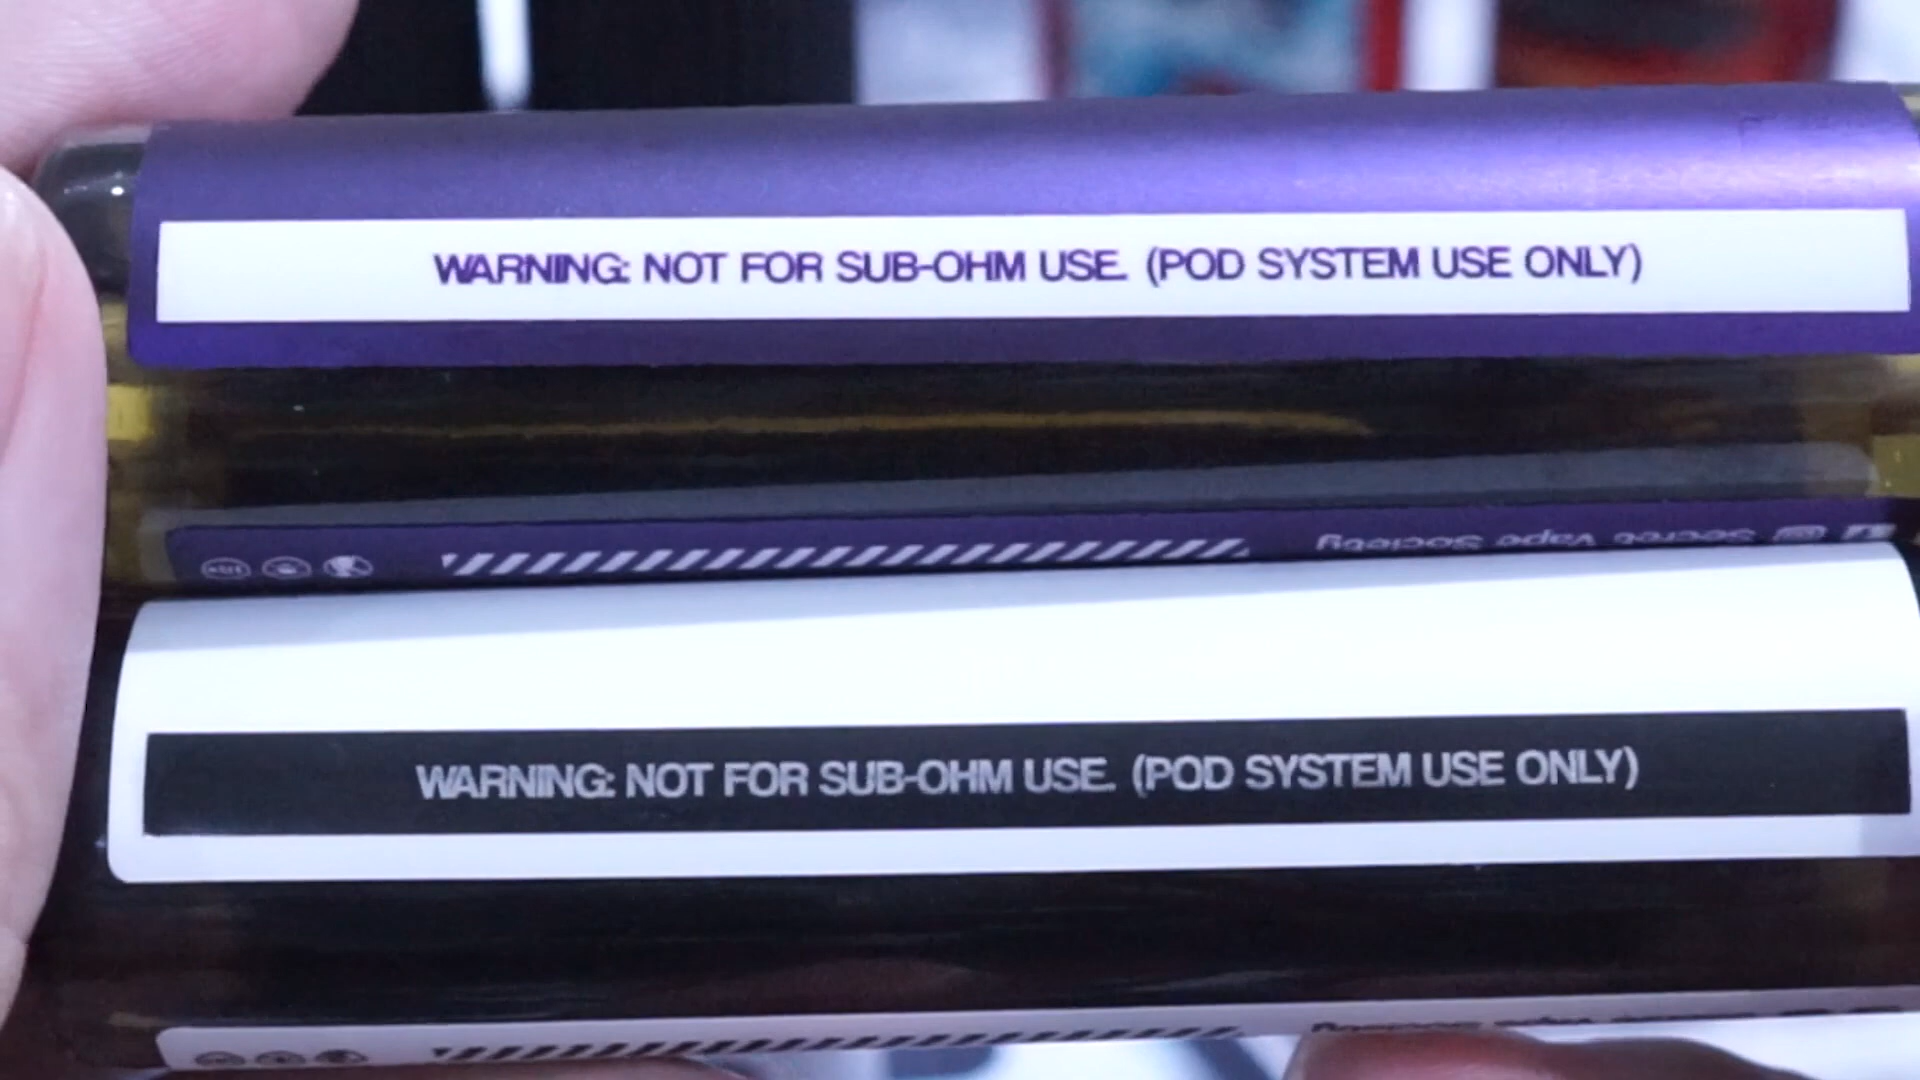 WARNING: NOT FOR SUB-OHM USE. (POD SYSTEM USE ONLY)
Secret Vape Society
WARNING: NOT FOR SUB-OHM USE. (POD SYSTEM USE ONLY)